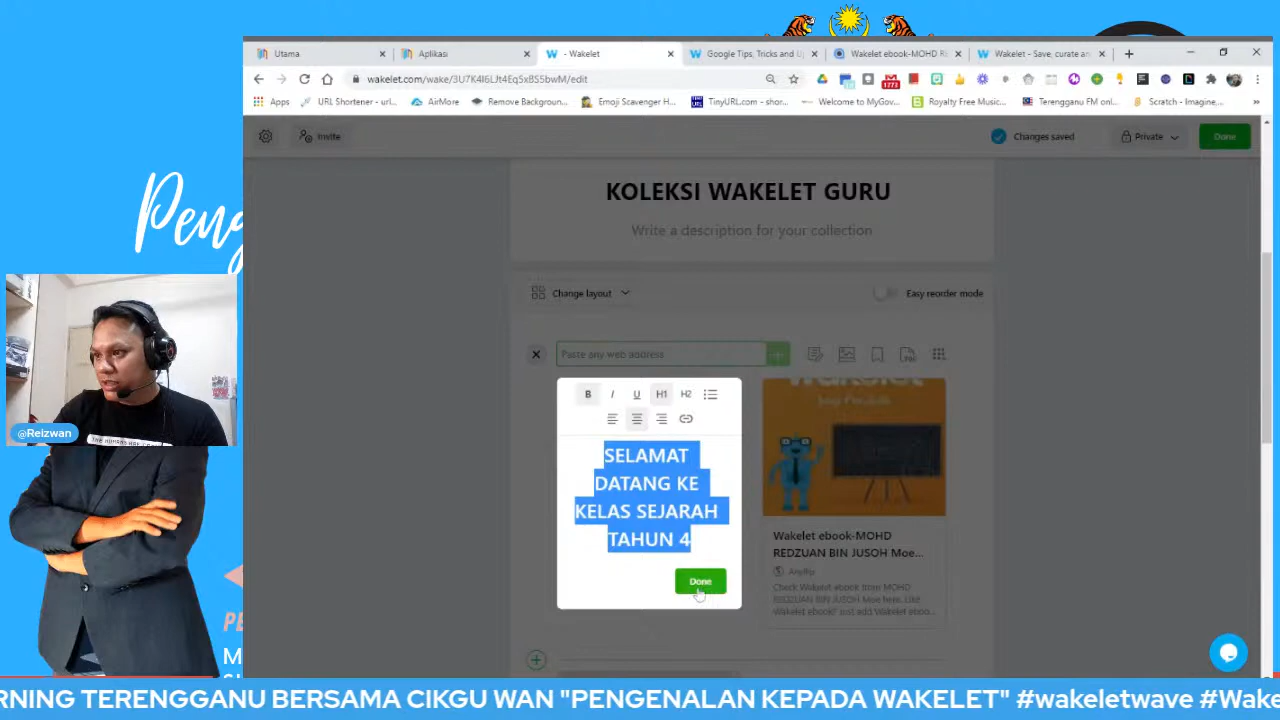 Utama
Aplikasi
- Wakelet
Google Tips, Tricks and U
Wakelet ebook-MOHD R
Wakelet - Save, curate an
wakelet.com/wake/
Apps
URL Shortener - url...
AirMore
Remove Backgroun...
Emoji Scavenger H...
TinyURL.com - shor...
Welcome to MyGov...
Royalty Free Music...
Terengganu FM onl...
Scratch - Imagine,...
Invite
Changes saved
Private
Done
KOLEKSI WAKELET GURU
Write a description for your collection
Change layout
Easy reorder mode
Paste any web address
B I U H1 H2
SELAMAT
DATANG KE
KELAS SEJARAH
TAHUN 4
Done
Wakelet ebook-MOHD
REDZUAN BIN JUSOH Moe...
Anyflip
Check Wakelet ebook from MOHD
REDZUAN BIN JUSOH Moe here. Like
Wakelet ebook? Just add Wakelet eboo...
Peng
@Reizwan
PE
M
RNING TERENGGANU BERSAMA CIKGU WAN "PENGENALAN KEPADA WAKELET" #wakeletwave #Wake